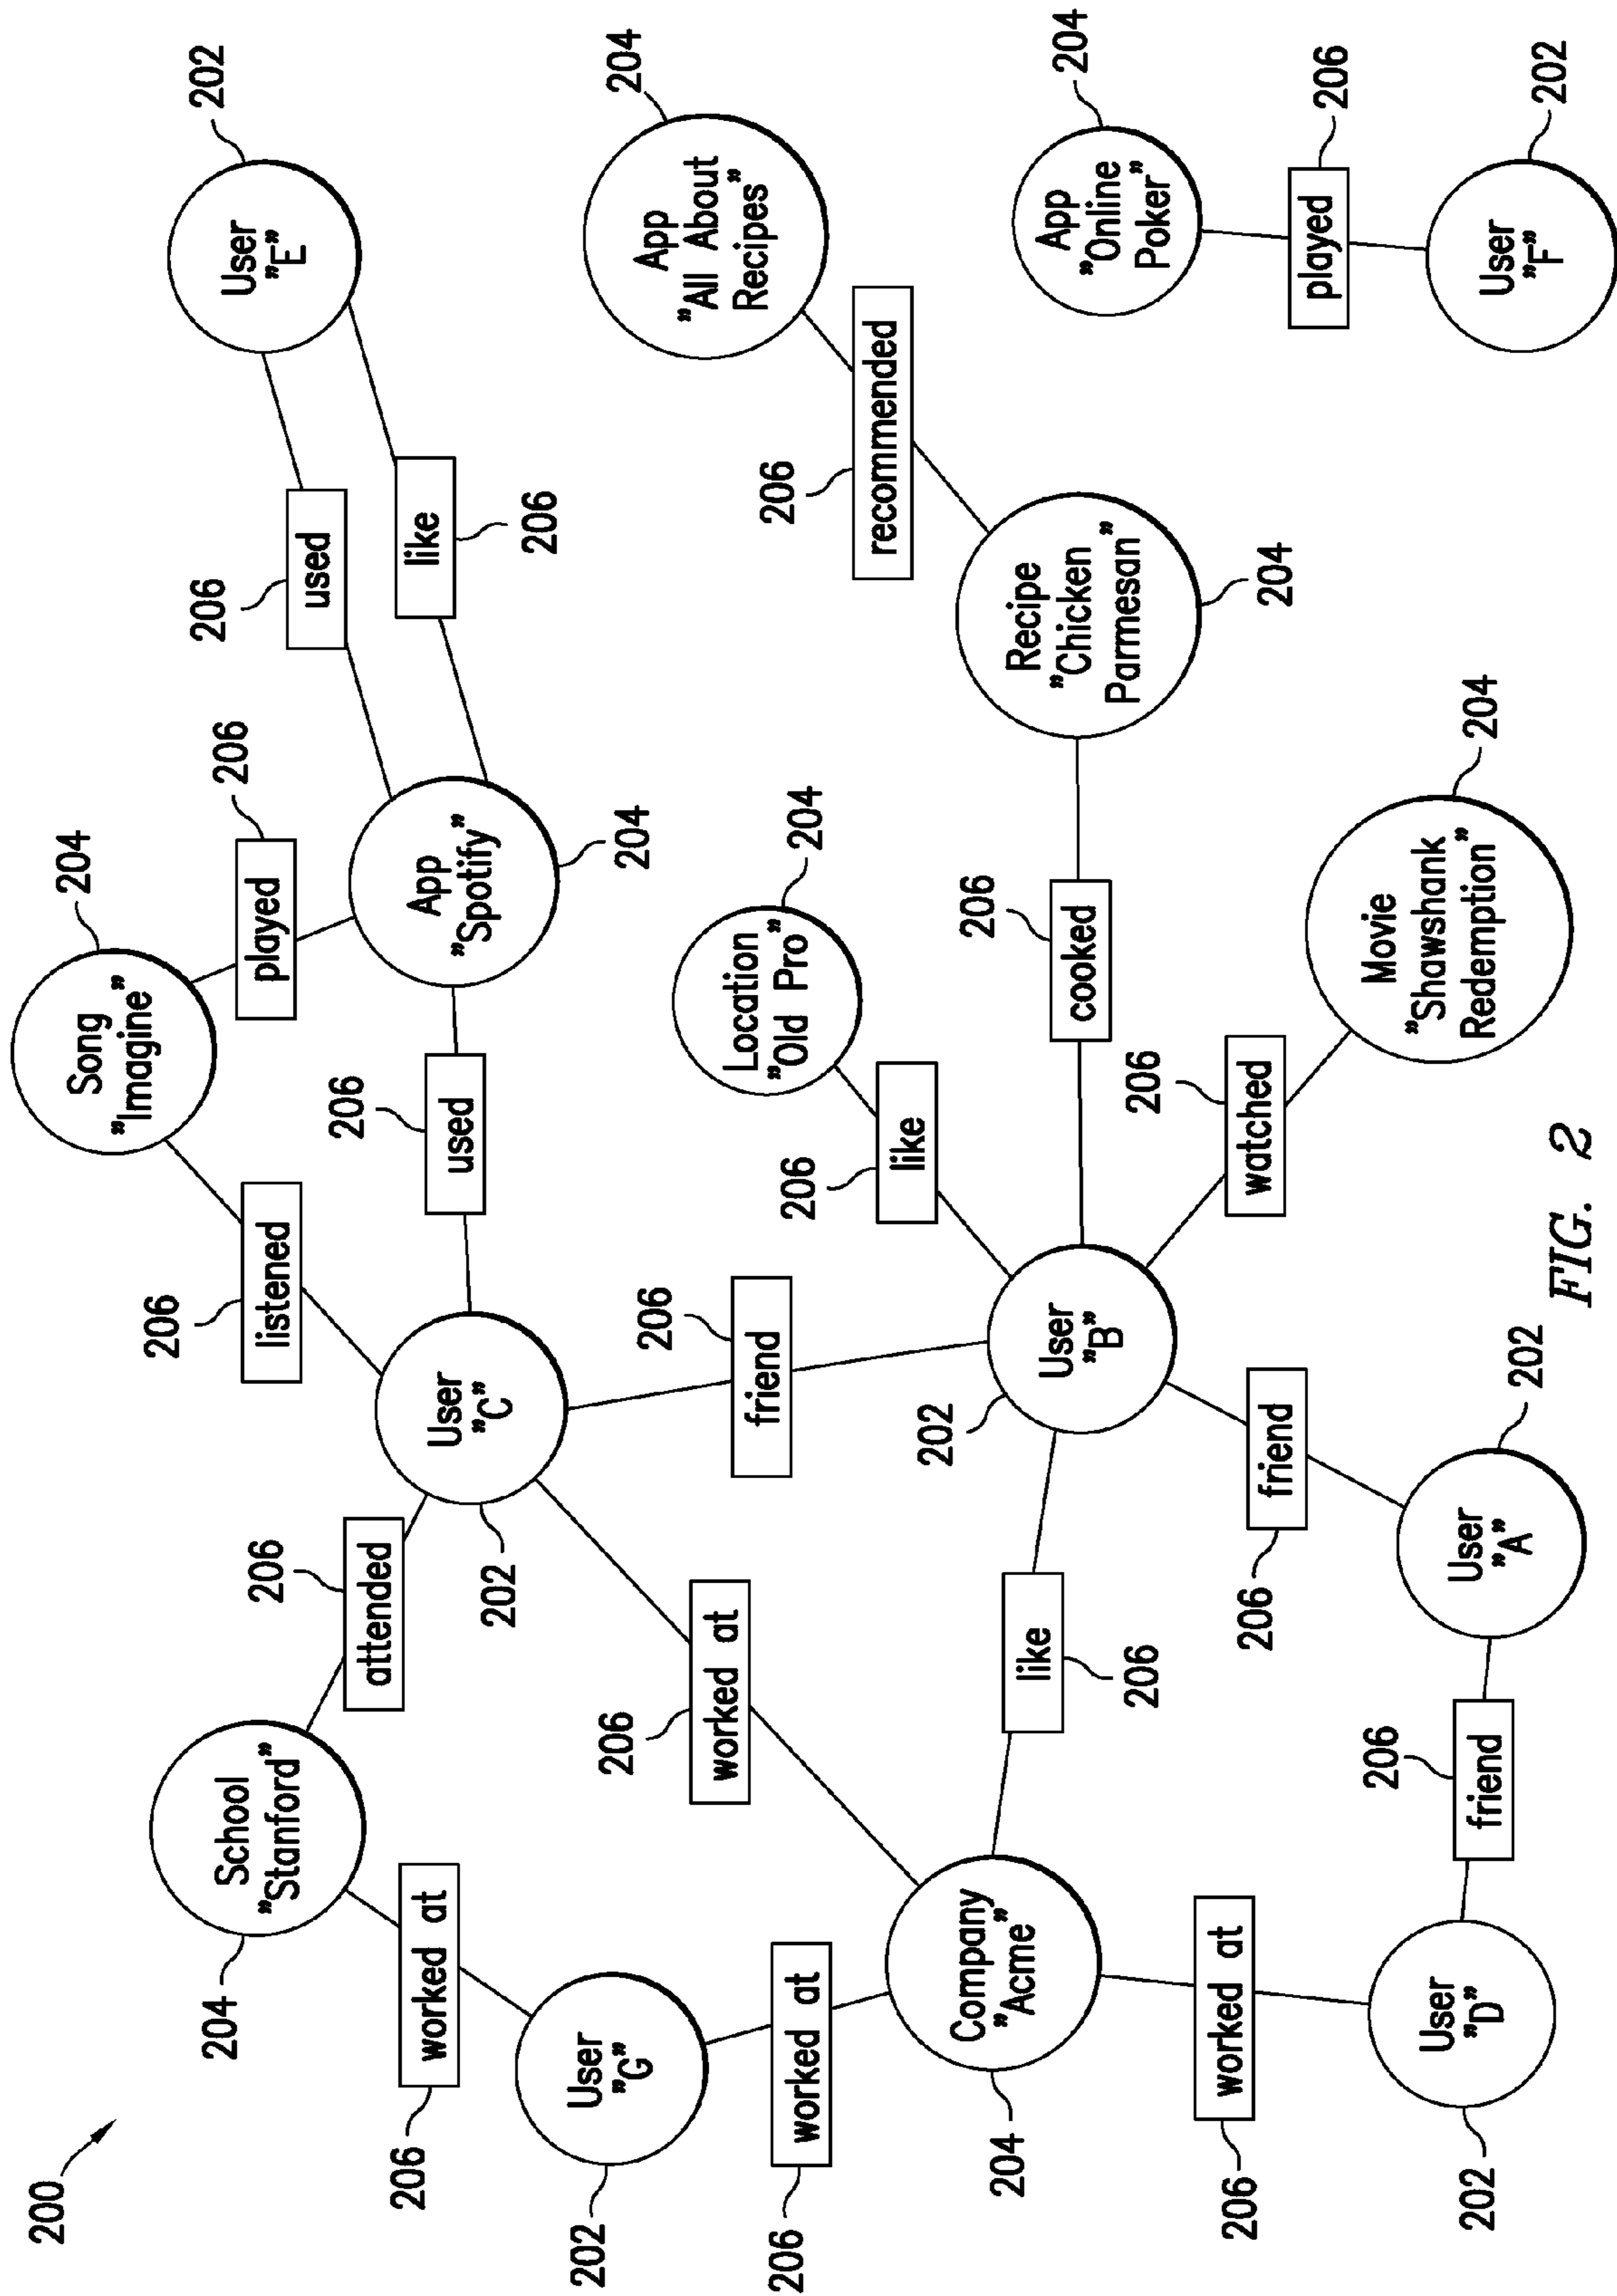 200
204
Song
”Imagine”
206
listened
206
played
202
User
”E”
204
School
”Stanford”
206
attended
206
used
206
like
206
worked at
202
User
”C”
206
used
App
”Spotify”
204
202
User
”G”
206
worked at
206
worked at
206
friend
204
Location
”Old Pro”
206
like
204
App
”All About
Recipes”
206
recommended
204
Company
”Acme”
like
206
202
User
”B”
206
cooked
Recipe
”Chicken
Parmesan”
204
204
App
”Online
Poker”
206
worked at
206
friend
206
watched
played
206
202
User
”D”
206
friend
User
”A”
202
Movie
”Shawshank
Redemption”
204
User
”F”
202
FIG. 2